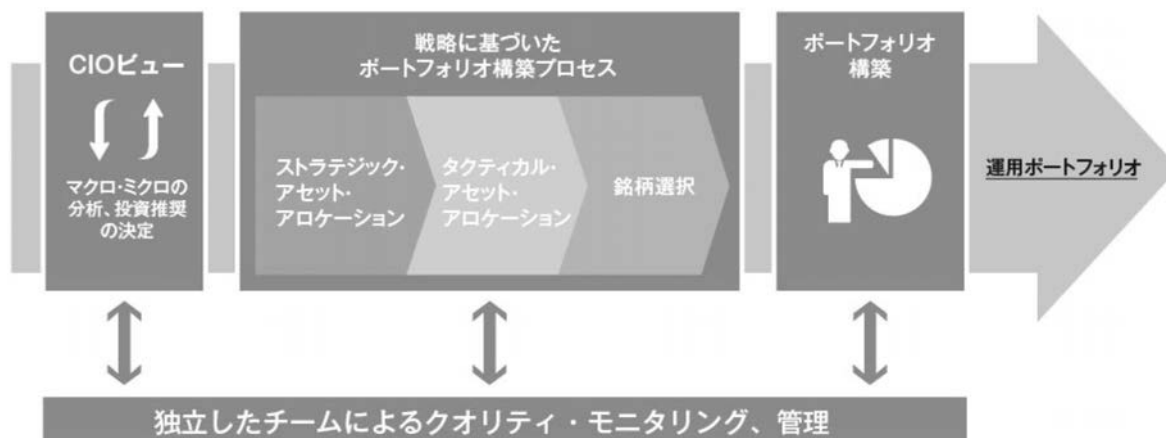 CIOビュー
マクロ・ミクロの
分析、投資推奨
の決定
戦略に基づいた
ポートフォリオ構築プロセス
ストラテジック・
アセット・
アロケーション
タクティカル・
アセット・
アロケーション
銘柄選択
ポートフォリオ
構築
運用ポートフォリオ
独立したチームによるクオリティ・モニタリング、管理